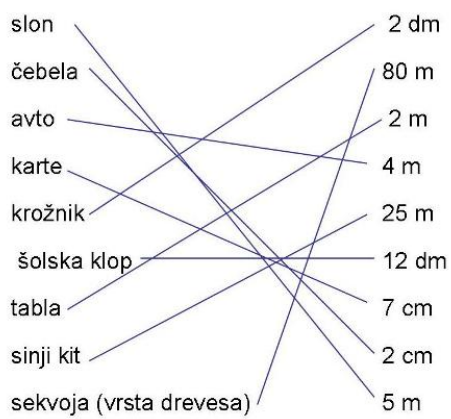 slon 2 dm
čebela 80 m
avto 2 m
karte 4 m
krožnik 25 m
šolska klop 12 dm
tabla 7 cm
sinji kit 2 cm
sekvoja (vrsta drevesa) 5 m